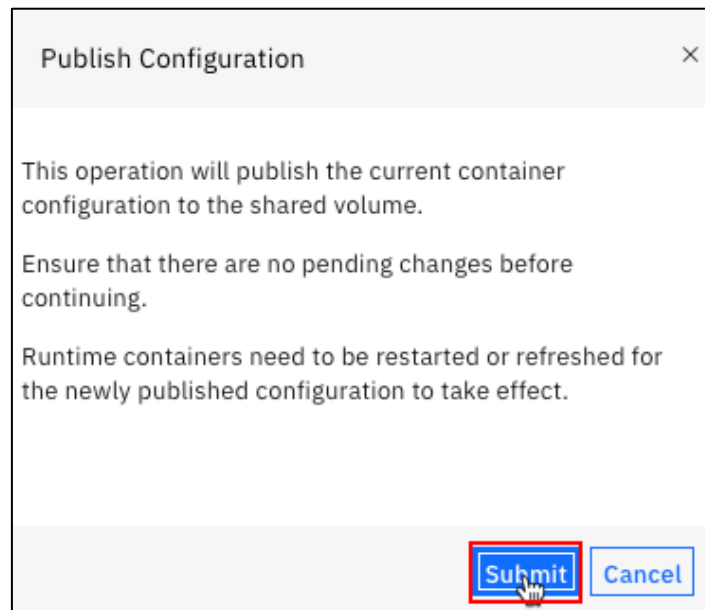 Publish Configuration
This operation will publish the current container
configuration to the shared volume.
Ensure that there are no pending changes before
continuing.
Runtime containers need to be restarted or refreshed for
the newly published configuration to take effect.
Submit Cancel